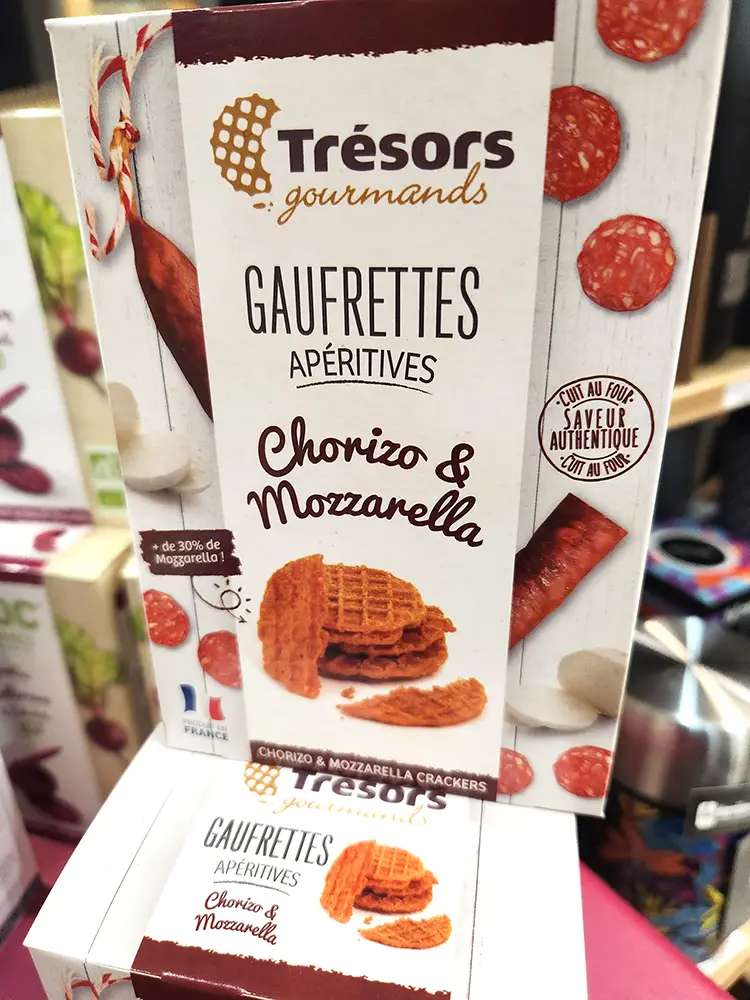 Trésors
gourmands
GAUFRETTES
APÉRITIVES
Chorizo &
Mozzarella
CUIT AU FOUR
SAVEUR
AUTHENTIQUE
CUIT AU FOUR
+ de 30% de
Mozzarella !
PRODUIT EN
FRANCE
CHORIZO & MOZZARELLA CRACKERS
Trésors
gourmands
GAUFRETTES
APÉRITIVES
Chorizo &
Mozzarella